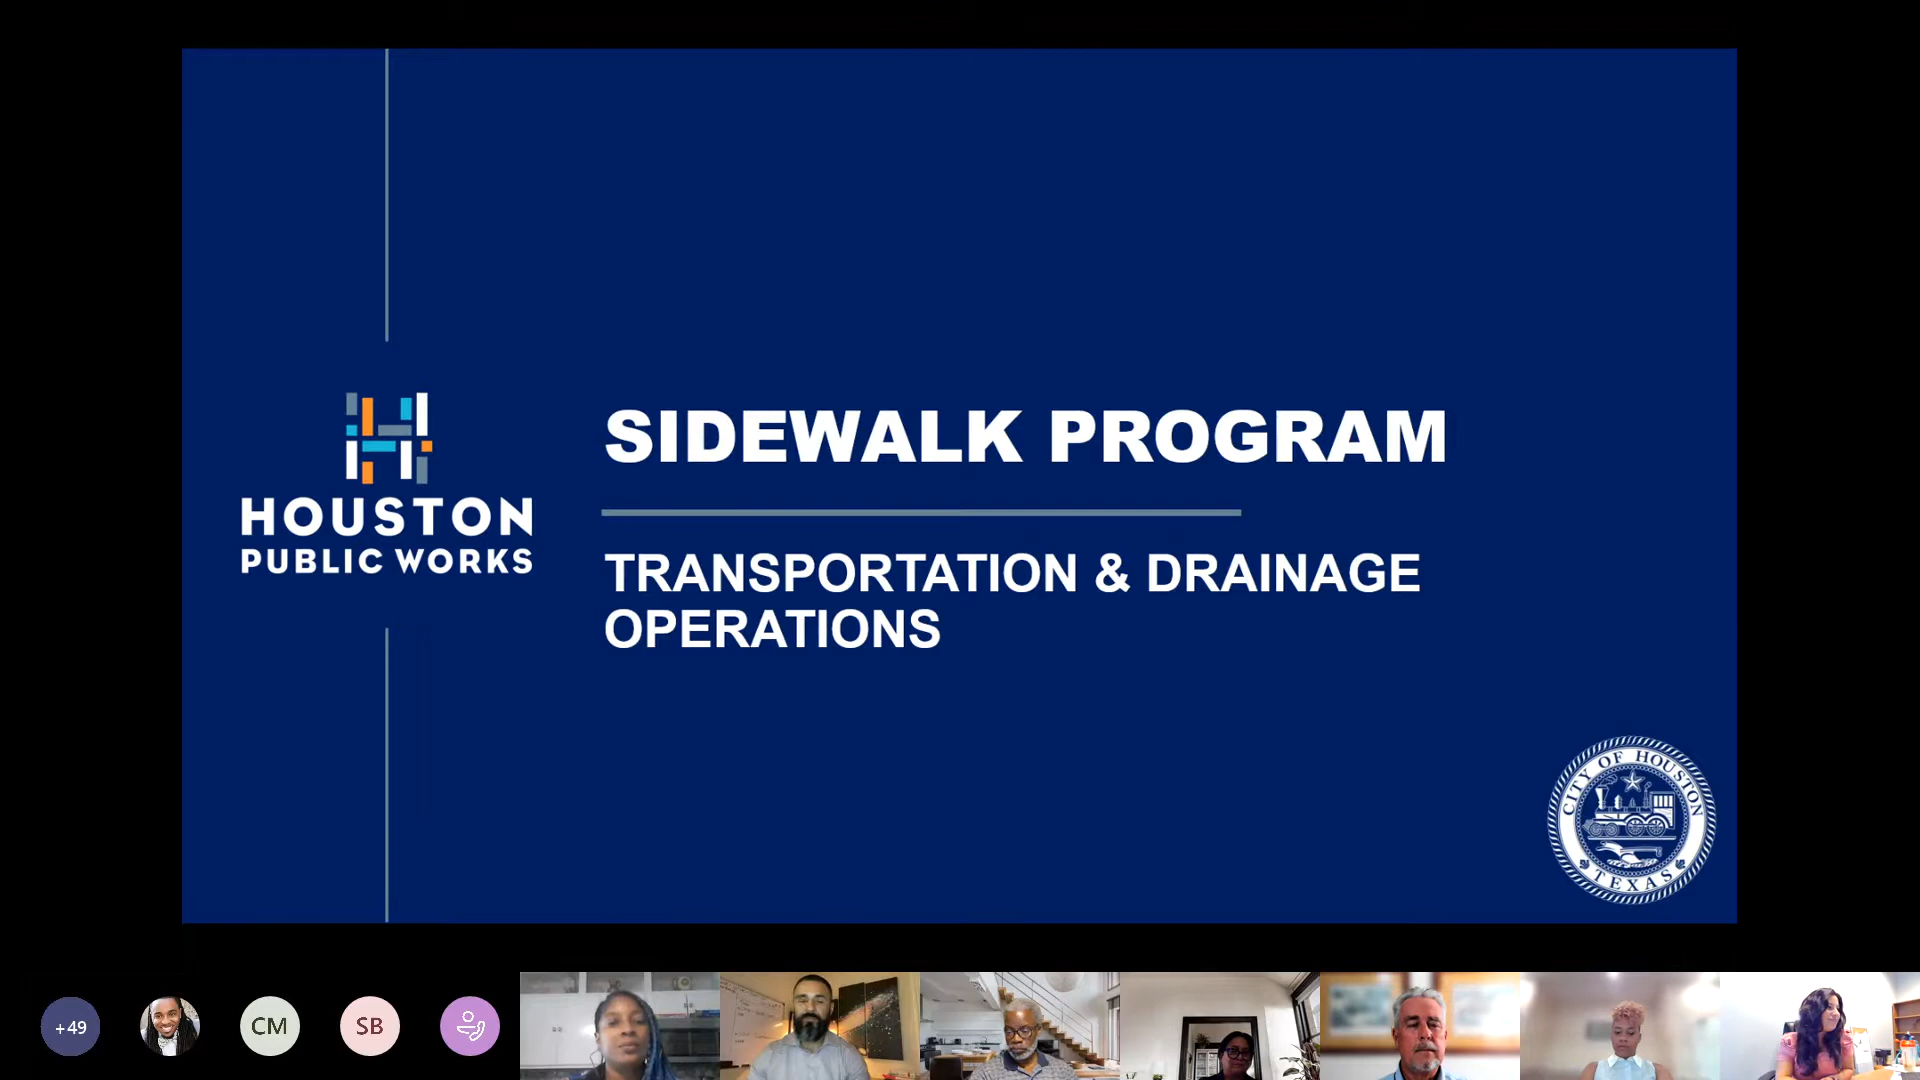 SIDEWALK PROGRAM
HOUSTON
PUBLIC WORKS
TRANSPORTATION & DRAINAGE
OPERATIONS
CITY OF HOUSTON
TEXAS
+49
CM
SB